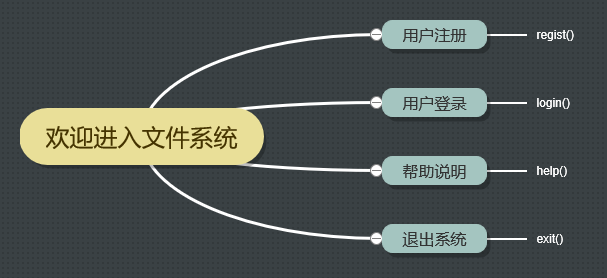 欢迎进入文件系统
用户注册
regist()
用户登录
login()
帮助说明
help()
退出系统
exit()